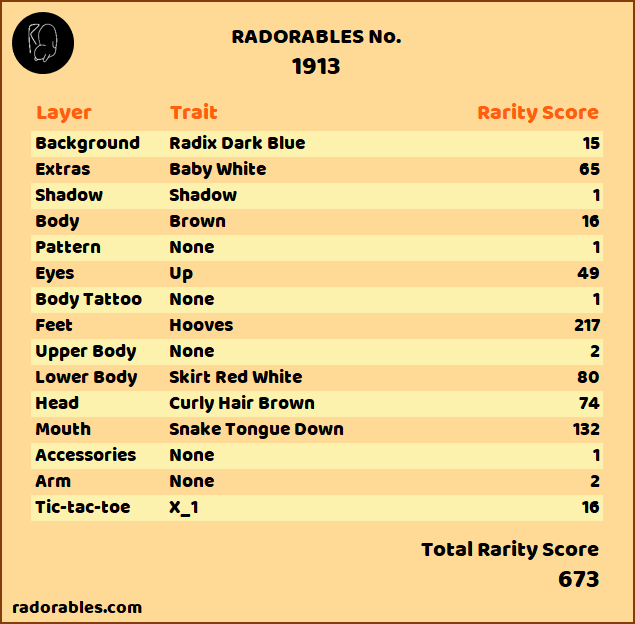 RADORABLES No.
1913
Layer Trait Rarity Score
Background Radix Dark Blue 15
Extras Baby White 65
Shadow Shadow 1
Body Brown 16
Pattern None 1
Eyes Up 49
Body Tattoo None 1
Feet Hooves 217
Upper Body None 2
Lower Body Skirt Red White 80
Head Curly Hair Brown 74
Mouth Snake Tongue Down 132
Accessories None 1
Arm None 2
Tic-tac-toe X_1 16
Total Rarity Score
673
radorables.com